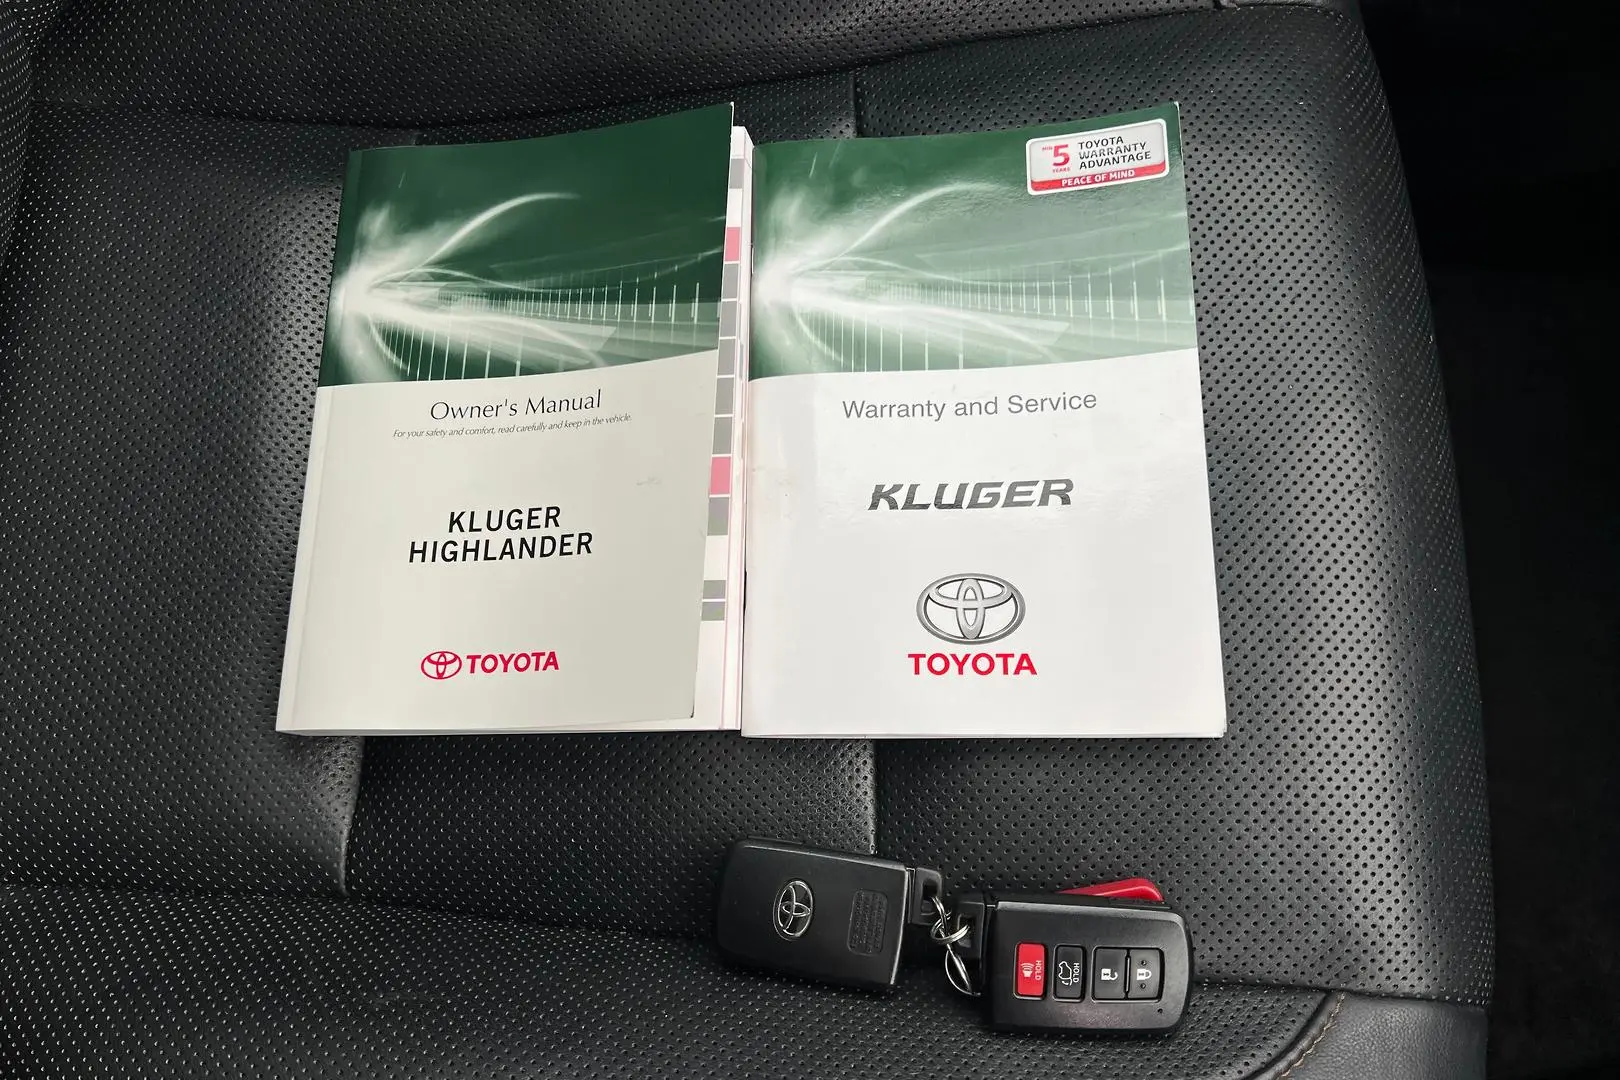 Owner's Manual
For your safety and comfort, read carefully and keep in the vehicle.
KLUGER
HIGHLANDER
TOYOTA
5
YEARS
TOYOTA
WARRANTY
ADVANTAGE
PEACE OF MIND
Warranty and Service
KLUGER
TOYOTA
HOLD
HOLD